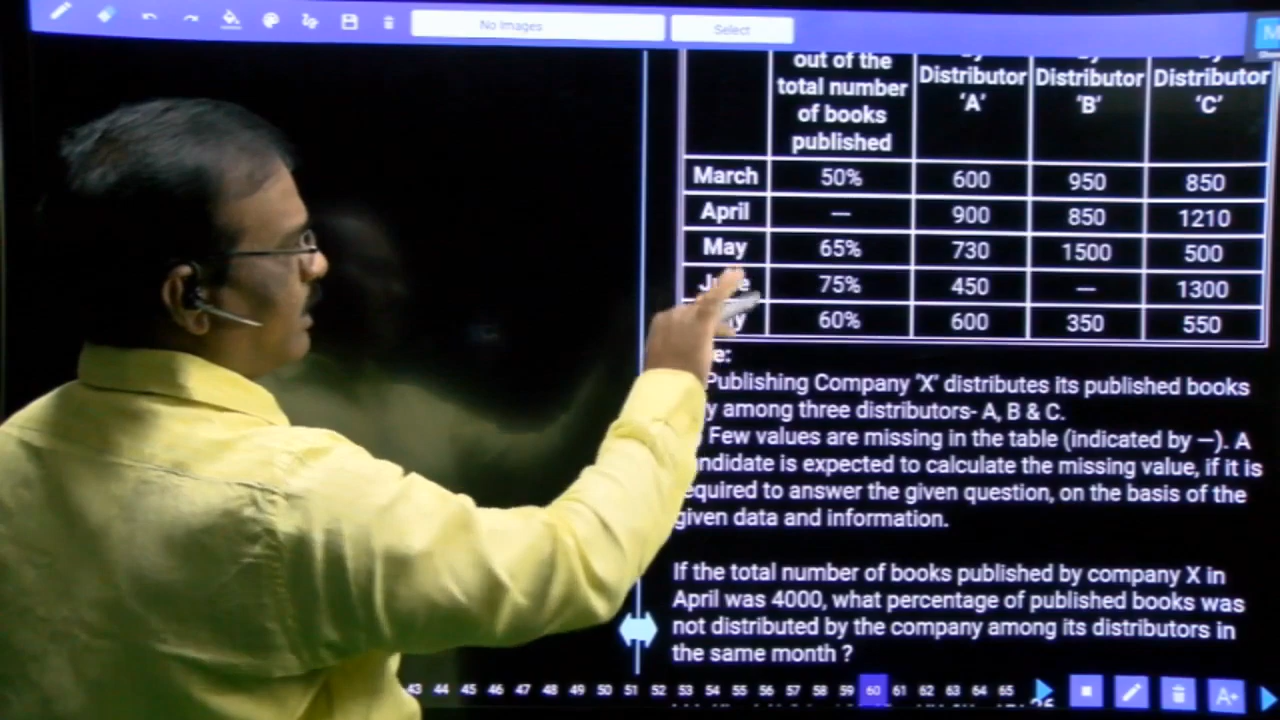 No Images Select
out of the
total number
of books
published
Distributor
'A'
Distributor
'B'
Distributor
'C'
March 50% 600 950 850
April — 900 850 1210
May 65% 730 1500 500
75% 450 — 1300
60% 600 350 550
Publishing Company 'X' distributes its published books
among three distributors- A, B & C.
Few values are missing in the table (indicated by —). A
is expected to calculate the missing value, if it is
required to answer the given question, on the basis of the
given data and information.
If the total number of books published by company X in
April was 4000, what percentage of published books was
not distributed by the company among its distributors in
the same month ?
43 44 45 46 47 48 49 50 51 52 53 54 55 56 57 58 59 60 61 62 63 64 65
A+